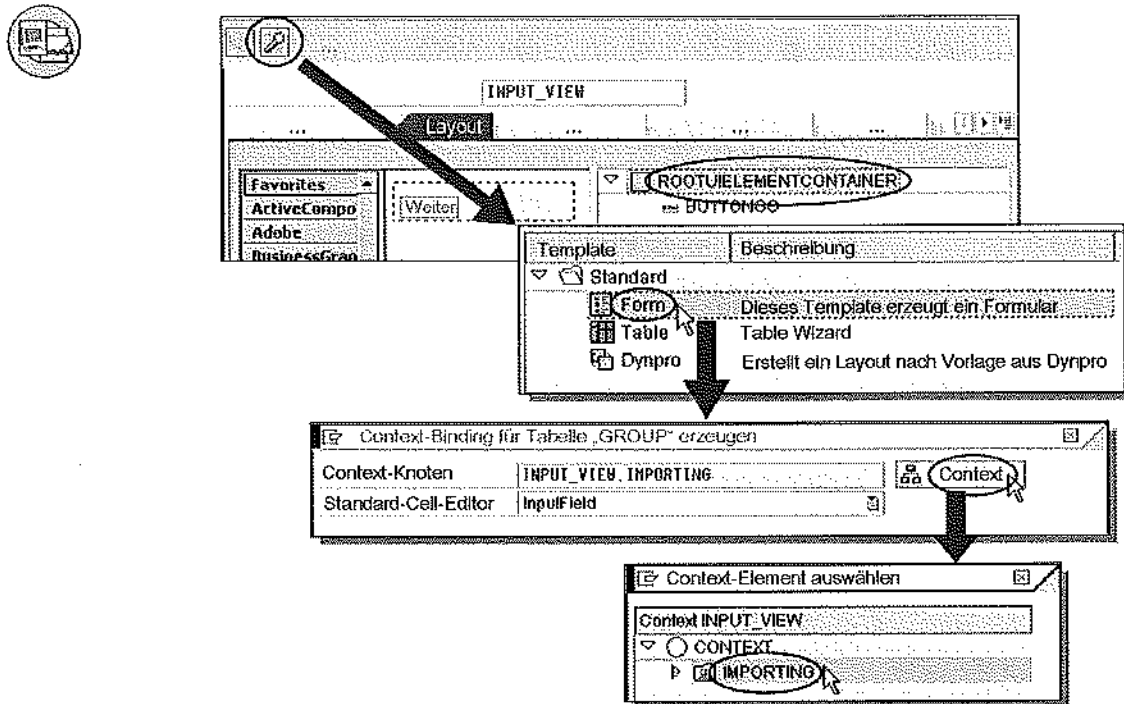 ...
INPUT_VIEW
... Layout ... ... ...
Favorites
ActiveCompo
Adobe
BusinessGrap
Weiter
ROOTUIELEMENTCONTAINER
BUTTONGO
Template Beschreibung
Standard
Form Dieses Template erzeugt ein Formular
Table Table Wizard
Dynpro Erstellt ein Layout nach Vorlage aus Dynpro
Context-Binding für Tabelle „GROUP“ erzeugen
Context-Knoten INPUT_VIEW.IMPORTING Context
Standard-Cell-Editor InputField
Context-Element auswählen
Context INPUT_VIEW
CONTEXT
IMPORTING